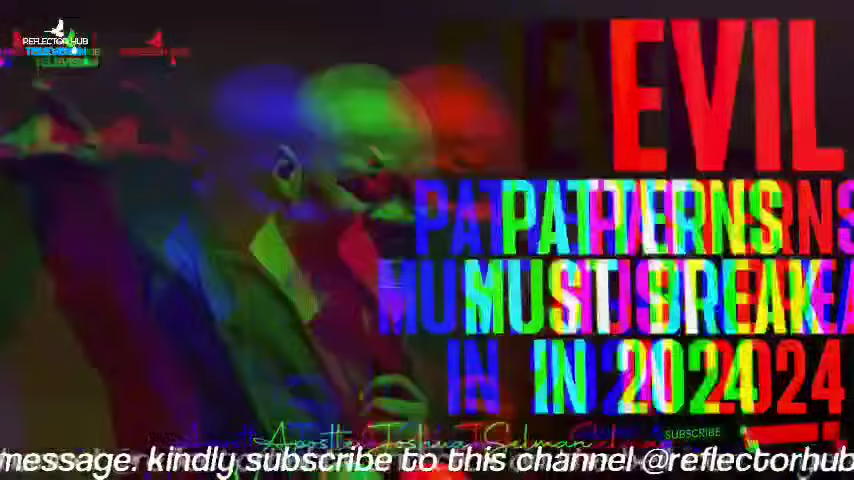 REFLECTOR HUB
TELEVISION
EVIL
PATTERNS
MUST BREAK
IN 2024
Apostle Joshua Selman
SUBSCRIBE
message. kindly subscribe to this channel @reflectorhub